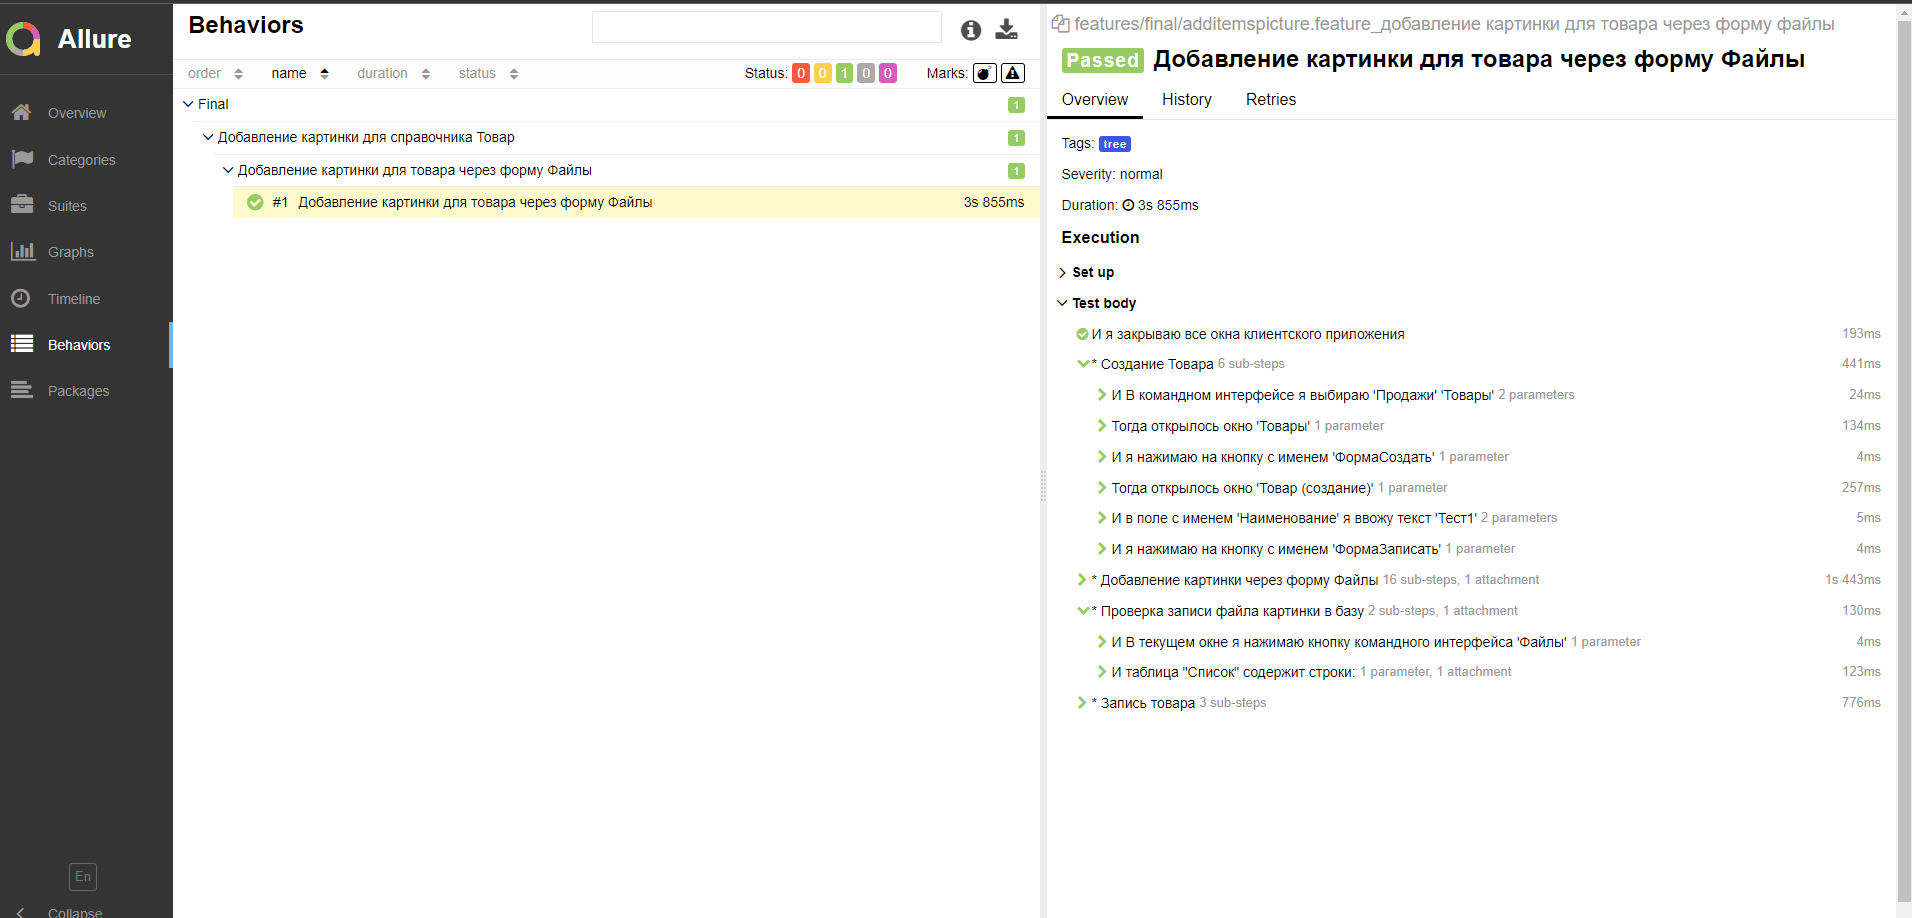 Allure
Overview
Categories
Suites
Graphs
Timeline
Behaviors
Packages
En
Collapse
Behaviors
order name duration status Status: 0 0 1 0 0 Marks:
Final 1
Добавление картинки для справочника Товар 1
Добавление картинки для товара через форму Файлы 1
#1 Добавление картинки для товара через форму Файлы 3s 855ms
features/final/additemspicture.feature_добавление картинки для товара через форму файлы
Passed Добавление картинки для товара через форму Файлы
Overview History Retries
Tags: tree
Severity: normal
Duration: 3s 855ms
Execution
Set up
Test body
И я закрываю все окна клиентского приложения 193ms
* Создание Товара 6 sub-steps 441ms
И В командном интерфейсе я выбираю 'Продажи' 'Товары' 2 parameters 24ms
Тогда открылось окно 'Товары' 1 parameter 134ms
И я нажимаю на кнопку с именем 'ФормаСоздать' 1 parameter 4ms
Тогда открылось окно 'Товар (создание)' 1 parameter 257ms
И в поле с именем 'Наименование' я ввожу текст 'Тест1' 2 parameters 5ms
И я нажимаю на кнопку с именем 'ФормаЗаписать' 1 parameter 4ms
* Добавление картинки через форму Файлы 16 sub-steps, 1 attachment 1s 443ms
* Проверка записи файла картинки в базу 2 sub-steps, 1 attachment 130ms
И В текущем окне я нажимаю кнопку командного интерфейса 'Файлы' 1 parameter 4ms
И таблица "Список" содержит строки: 1 parameter, 1 attachment 123ms
* Запись товара 3 sub-steps 776ms